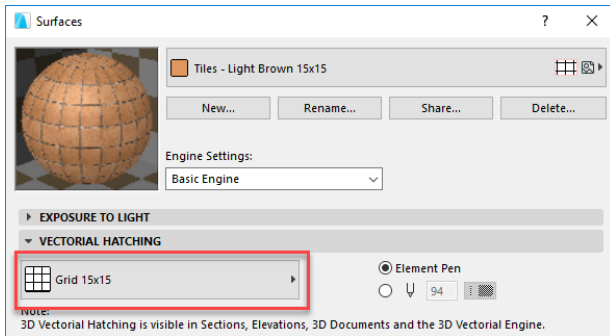 Surfaces
?
Tiles - Light Brown 15x15
New...
Rename...
Share...
Delete...
Engine Settings:
Basic Engine
EXPOSURE TO LIGHT
VECTORIAL HATCHING
Grid 15x15
Element Pen
94
Note:
3D Vectorial Hatching is visible in Sections, Elevations, 3D Documents and the 3D Vectorial Engine.